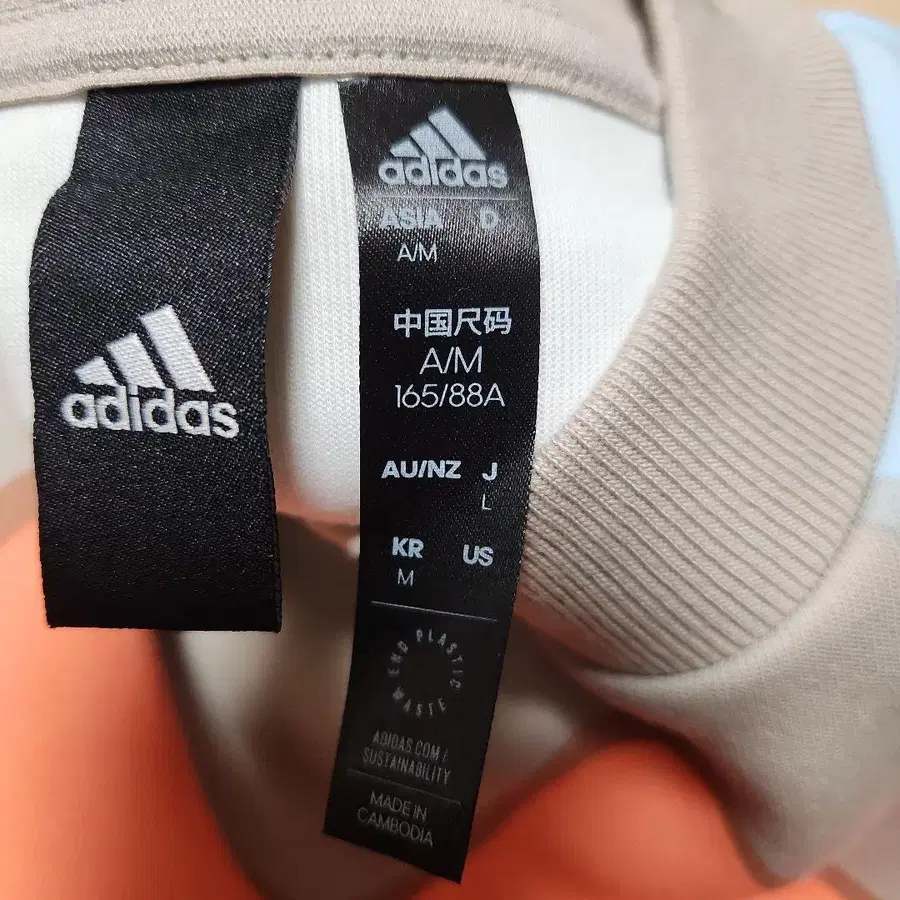 adidas
adidas
ASIA D
A/M
中国尺码
A/M
165/88A
AU/NZ J
L
KR US
M
END PLASTIC WASTE
ADIDAS.COM/
SUSTAINABILITY
MADE IN
CAMBODIA